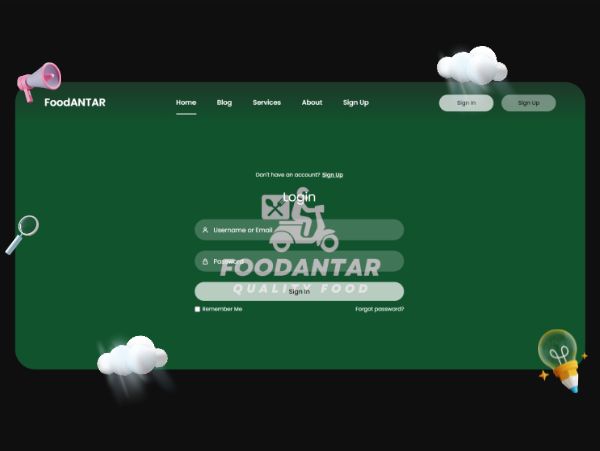 FoodANTAR Home Blog Services About Sign Up Sign In Sign Up
Don't have an account? Sign Up
Login
Username or Email
Password
FOODANTAR
Sign In
QUALITY FOOD
Remember Me Forgot password?